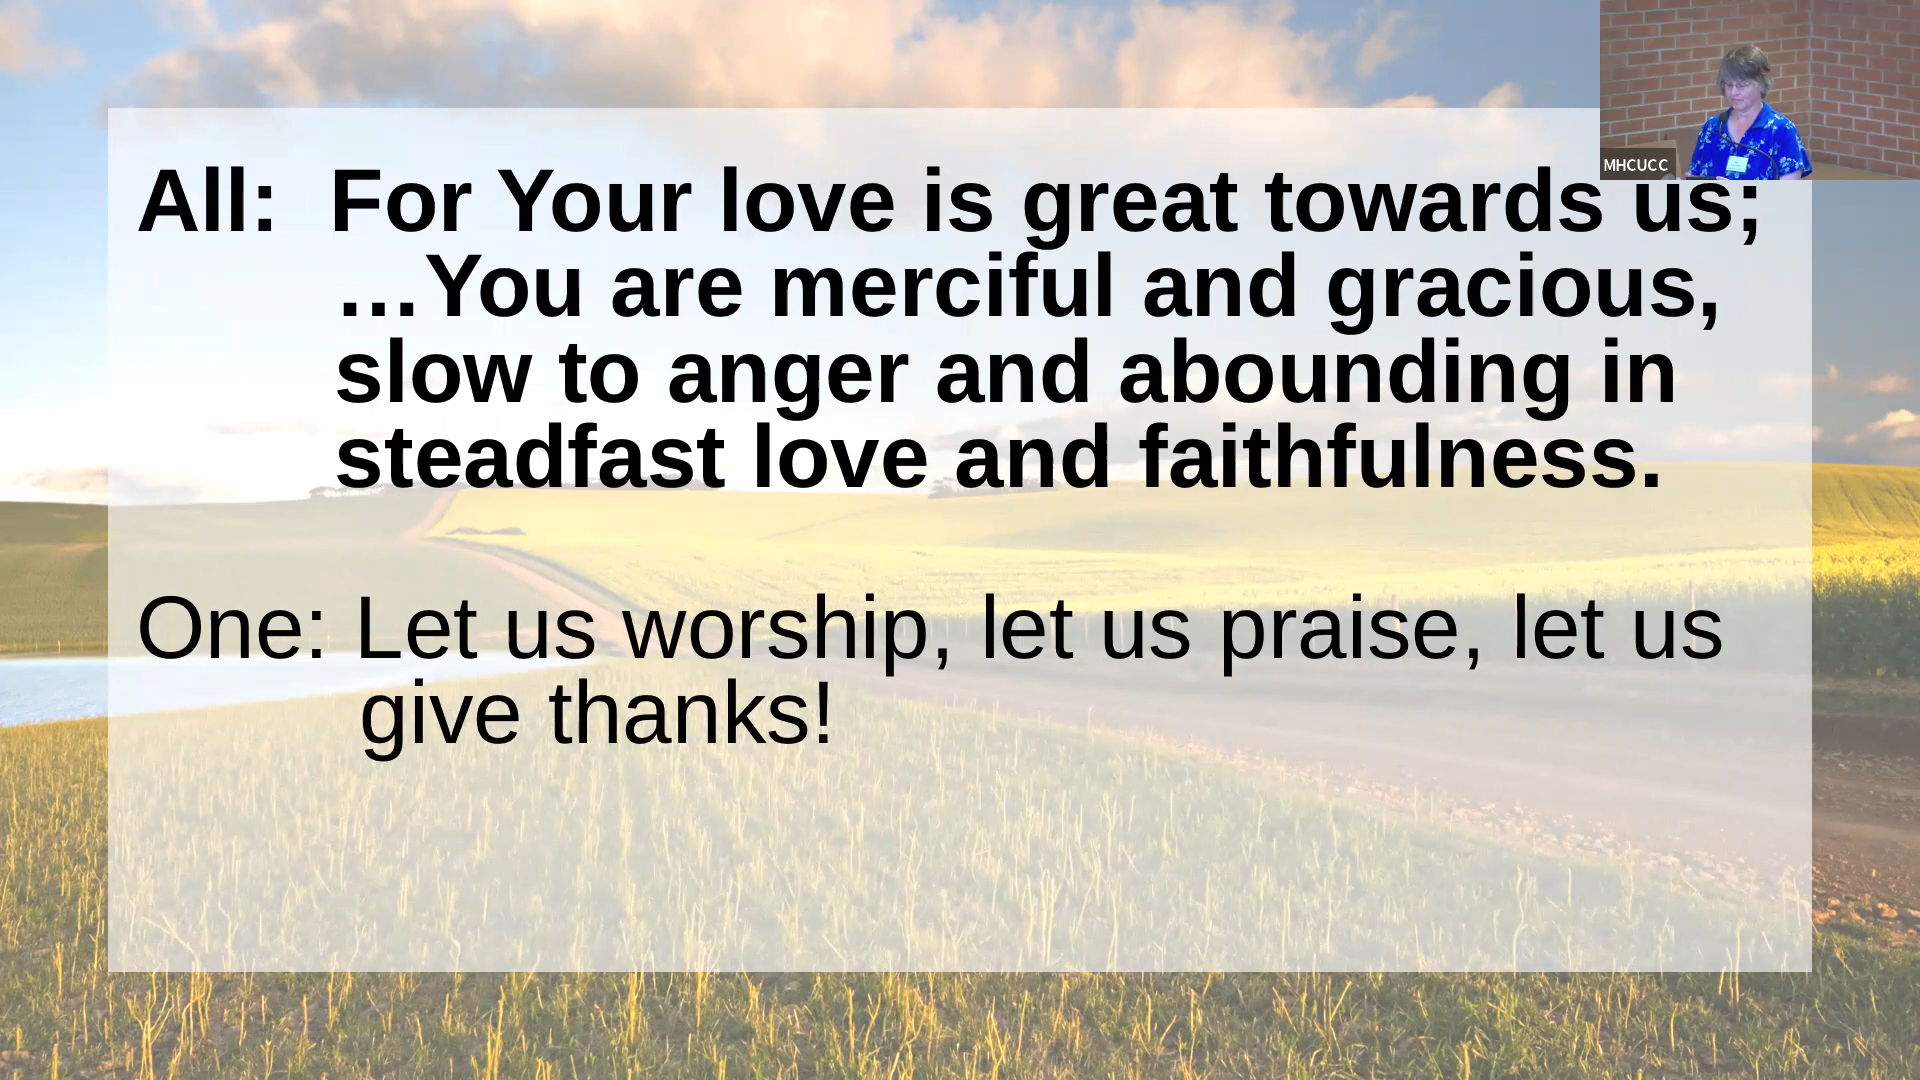 MHCUCC
All: For Your love is great towards us;
…You are merciful and gracious,
slow to anger and abounding in
steadfast love and faithfulness.
One: Let us worship, let us praise, let us
give thanks!